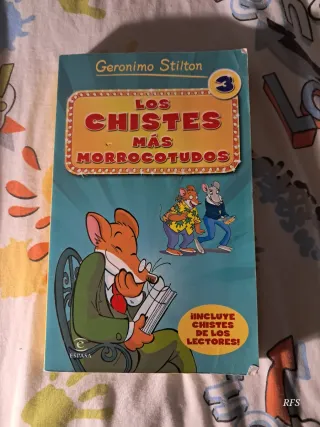 Geronimo Stilton
3
LOS
CHISTES
MÁS
MORROCOTUDOS
¡INCLUYE
CHISTES
DE LOS
LECTORES!
ESPASA
RFS